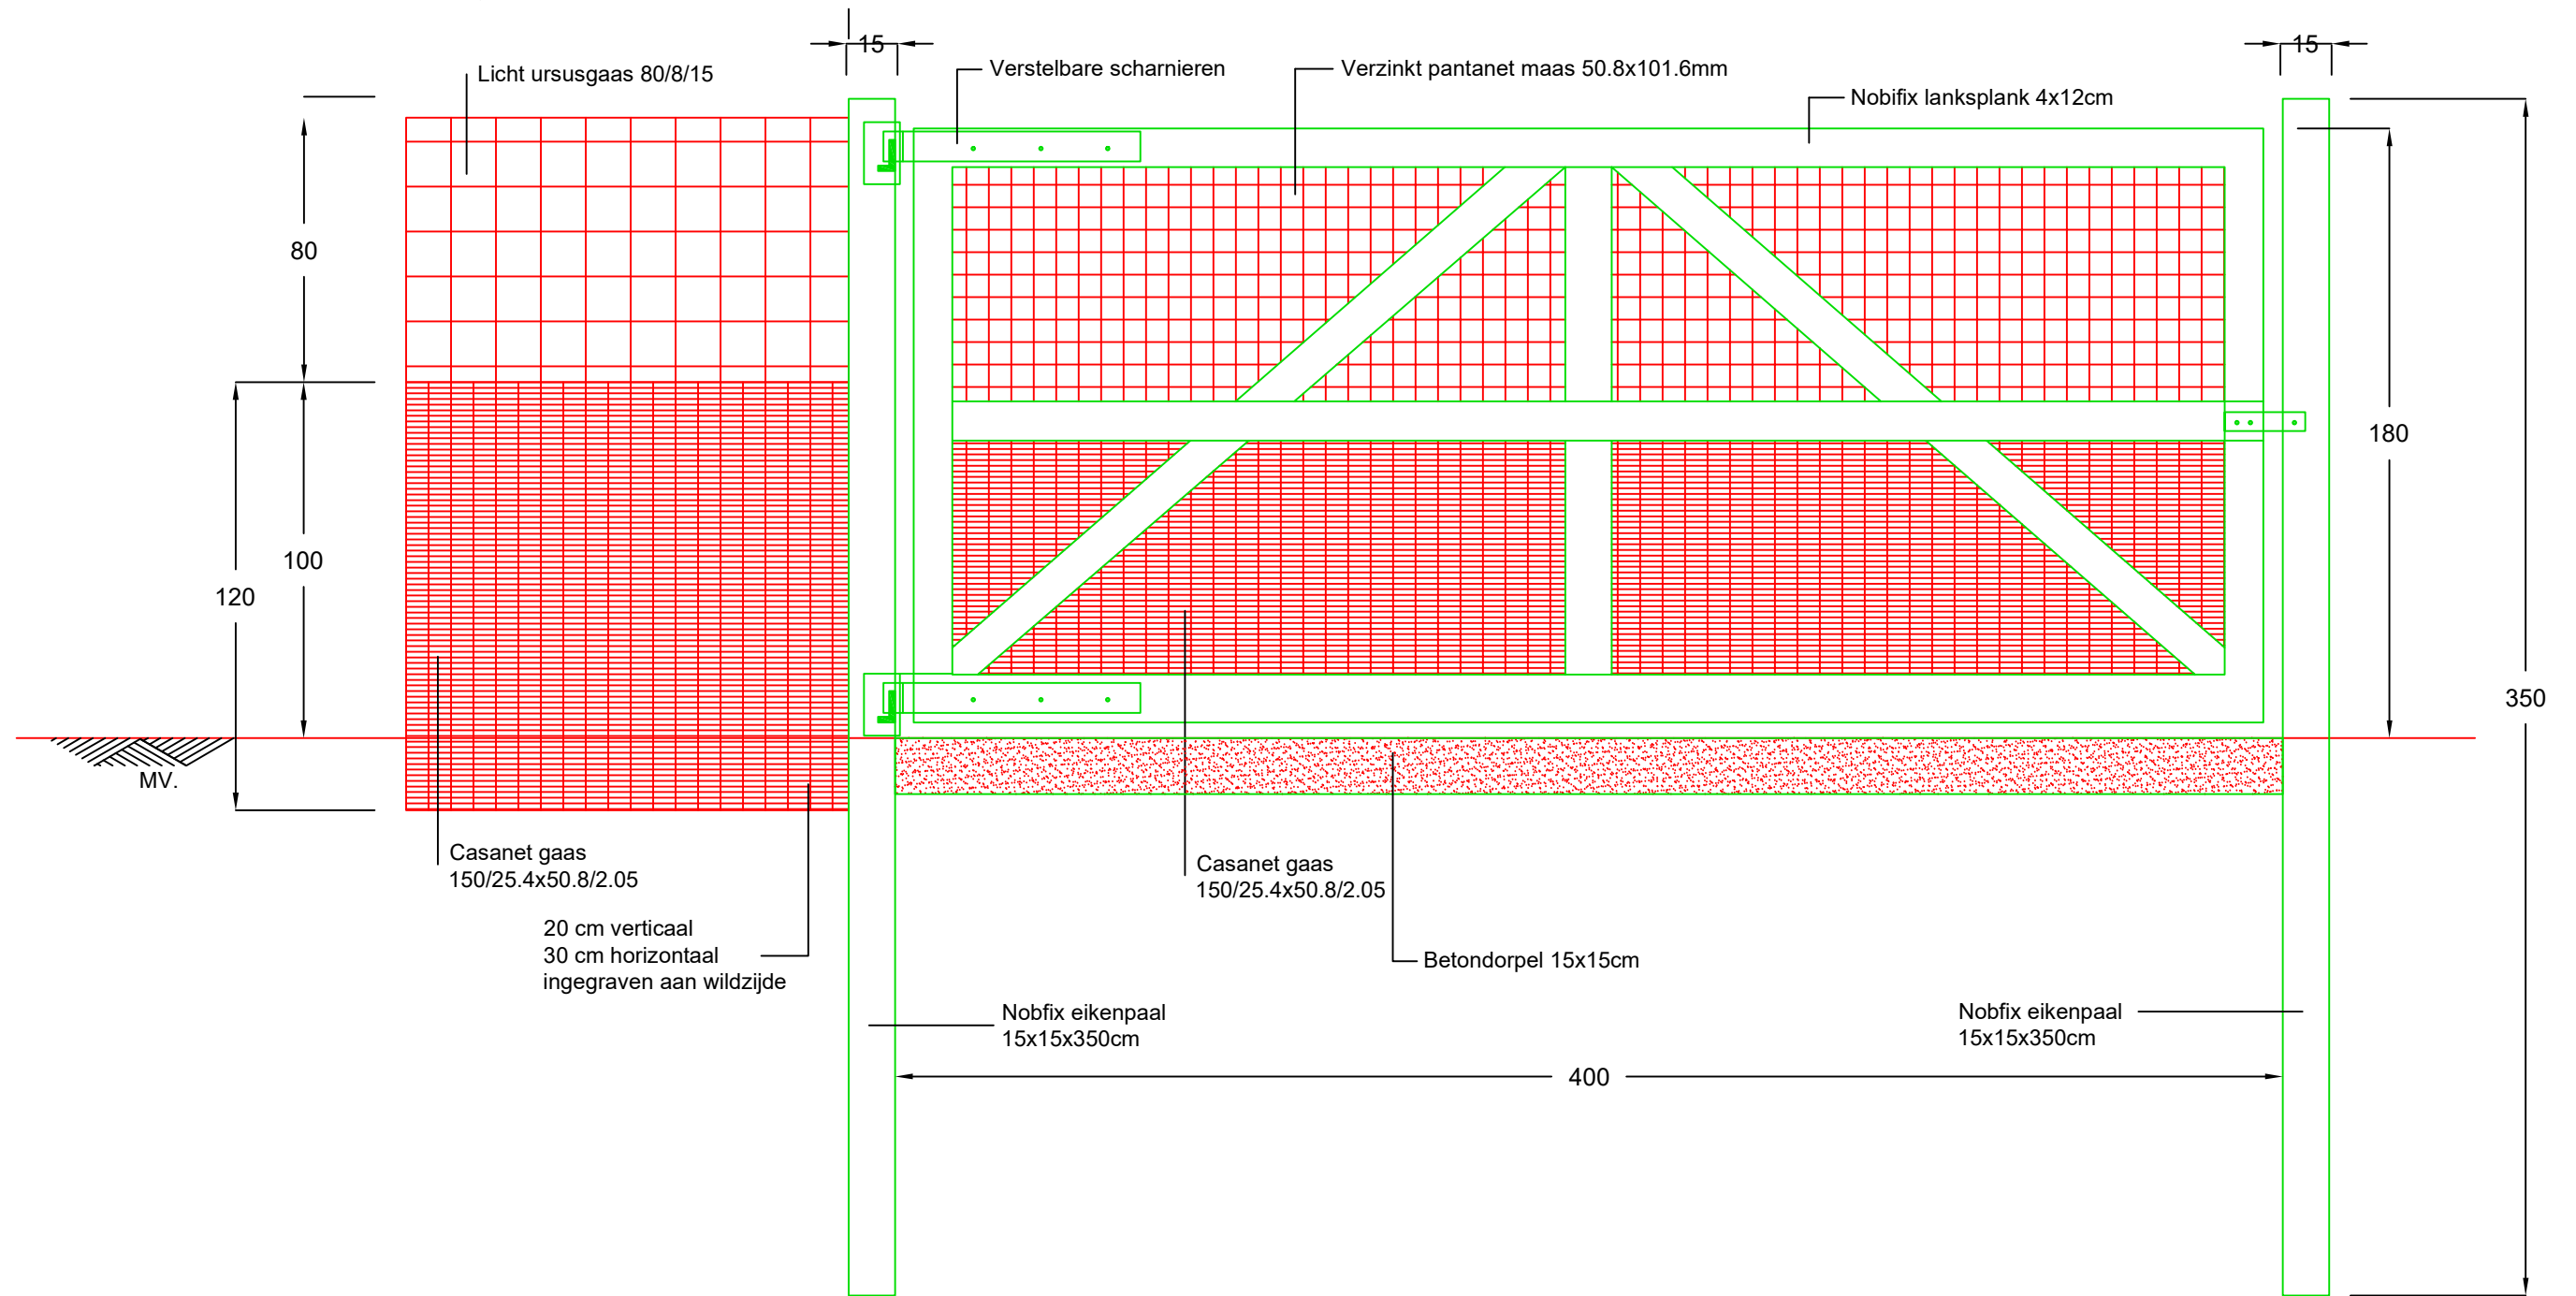 15
15
Licht ursusgaas 80/8/15
Verstelbare scharnieren
Verzinkt pantanet maas 50.8x101.6mm
Nobifix lanksplank 4x12cm
80
180
100
120
350
MV.
Casanet gaas
150/25.4x50.8/2.05
Casanet gaas
150/25.4x50.8/2.05
20 cm verticaal
30 cm horizontaal
ingegraven aan wildzijde
Betondorpel 15x15cm
Nobfix eikenpaal
15x15x350cm
Nobfix eikenpaal
15x15x350cm
400